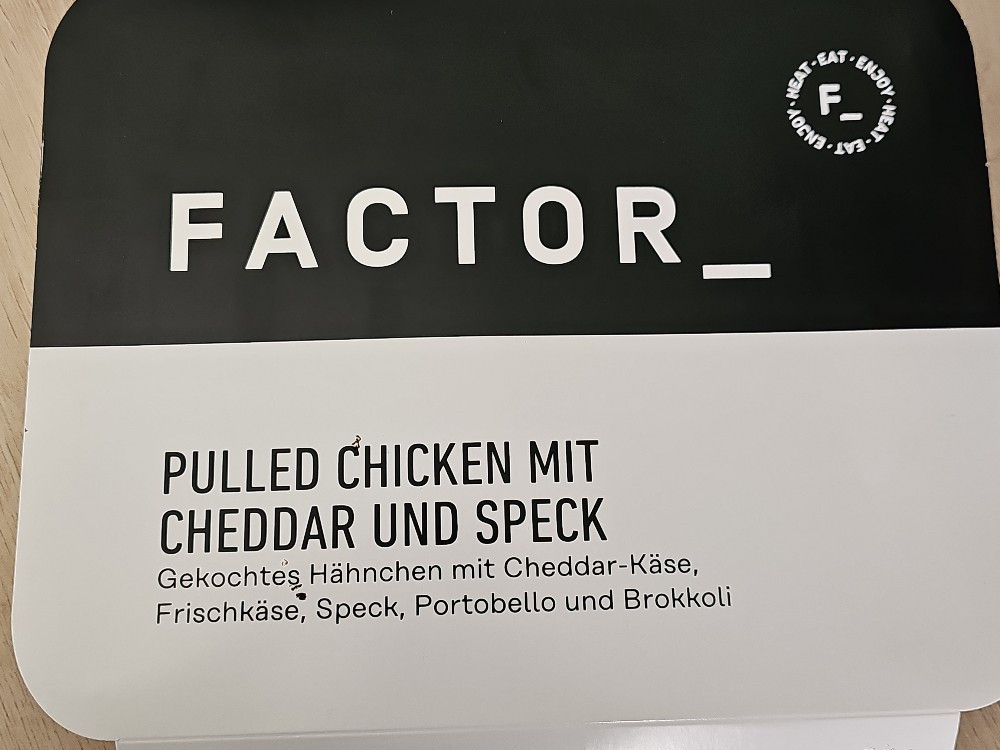 HEAT · EAT · ENJOY · HEAT · EAT · ENJOY ·
F_
FACTOR_
PULLED CHICKEN MIT
CHEDDAR UND SPECK
Gekochtes Hähnchen mit Cheddar-Käse,
Frischkäse, Speck, Portobello und Brokkoli